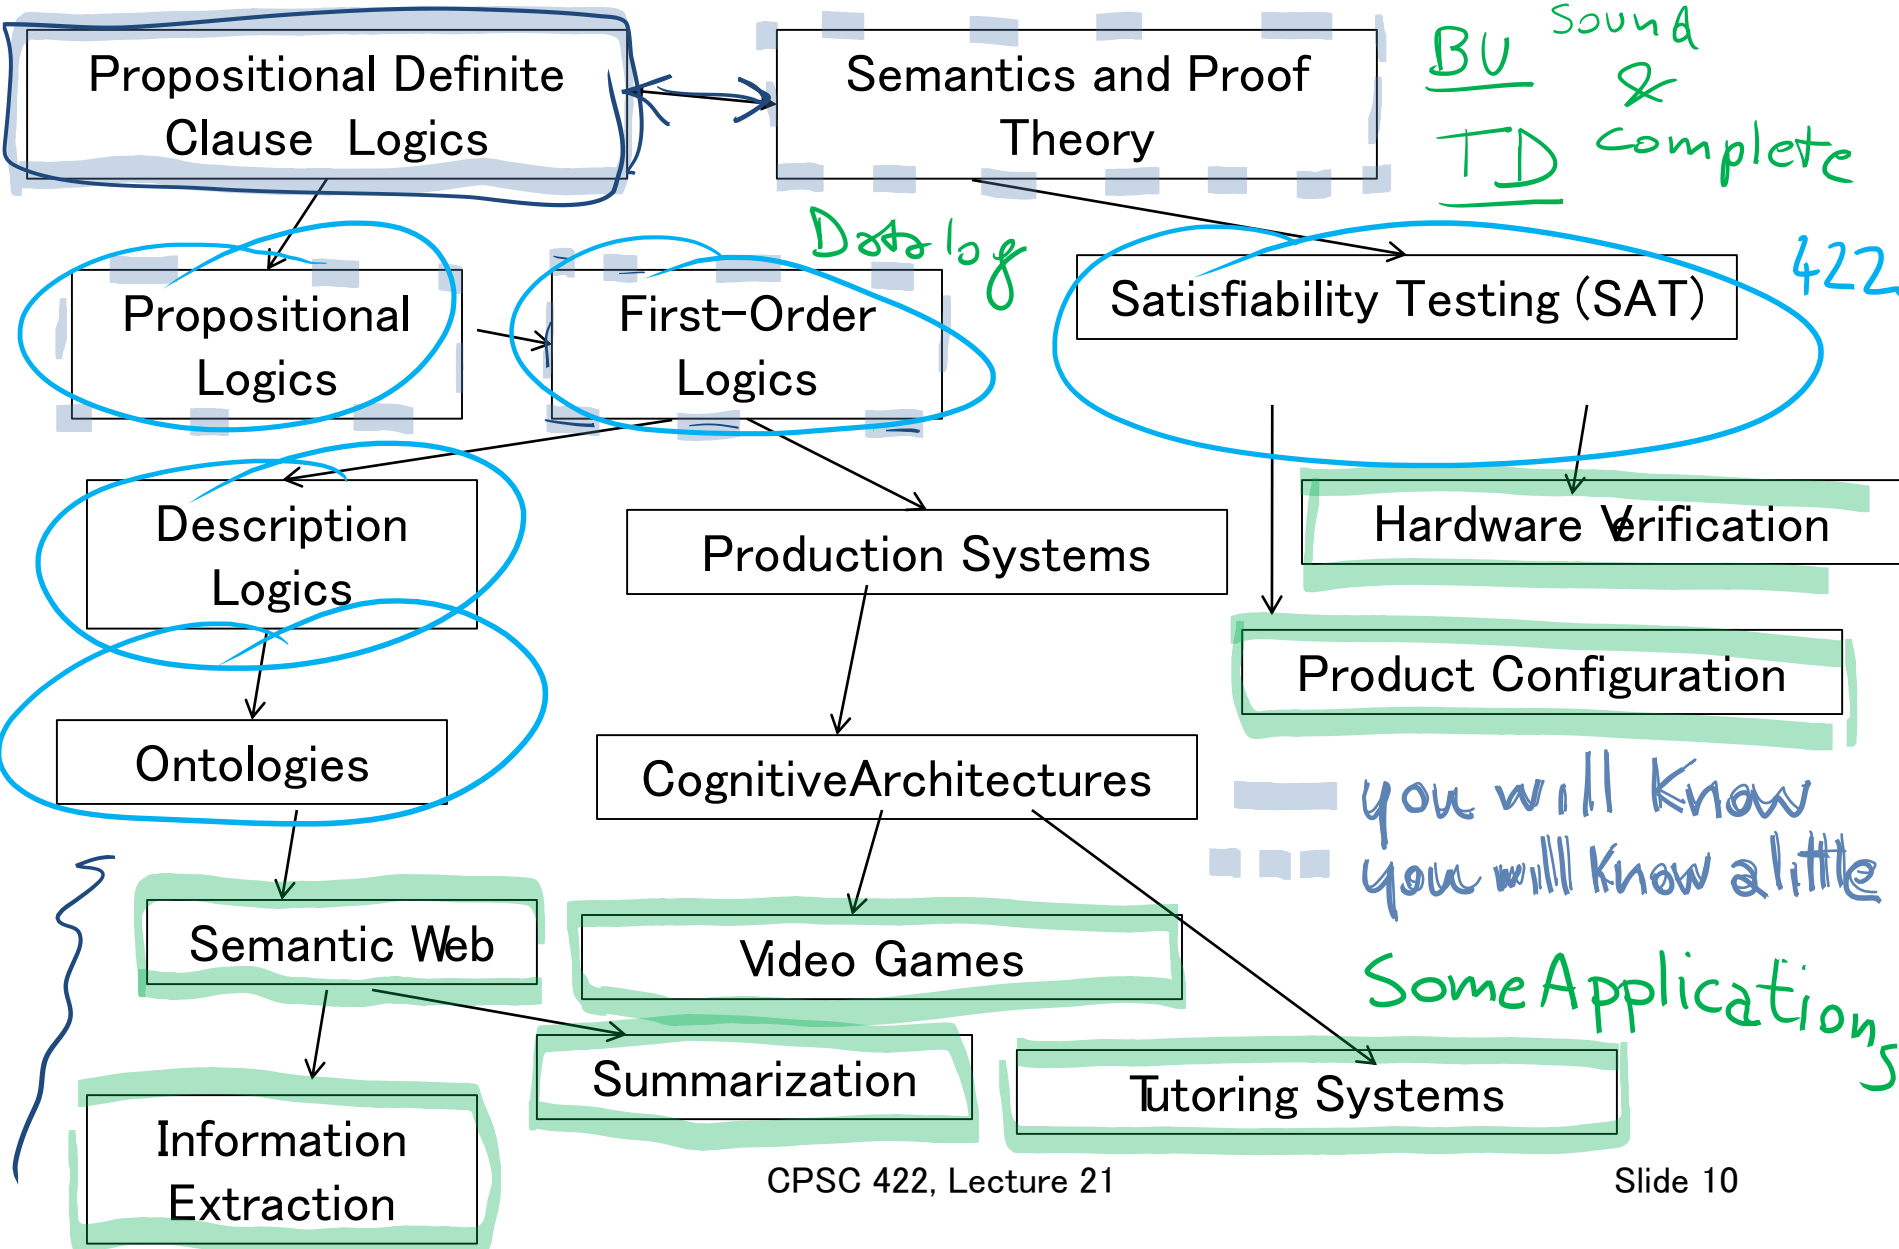 Propositional Definite
Clause Logics
Semantics and Proof
Theory
BU
TD
Sound
&
complete
Datalog
422
Propositional
Logics
First-Order
Logics
Satisfiability Testing (SAT)
Description
Logics
Production Systems
Hardware Verification
Product Configuration
Ontologies
CognitiveArchitectures
you will know
you will know a little
Semantic Web
Video Games
Some Applications
Summarization
Tutoring Systems
Information
Extraction
CPSC 422, Lecture 21
Slide 10